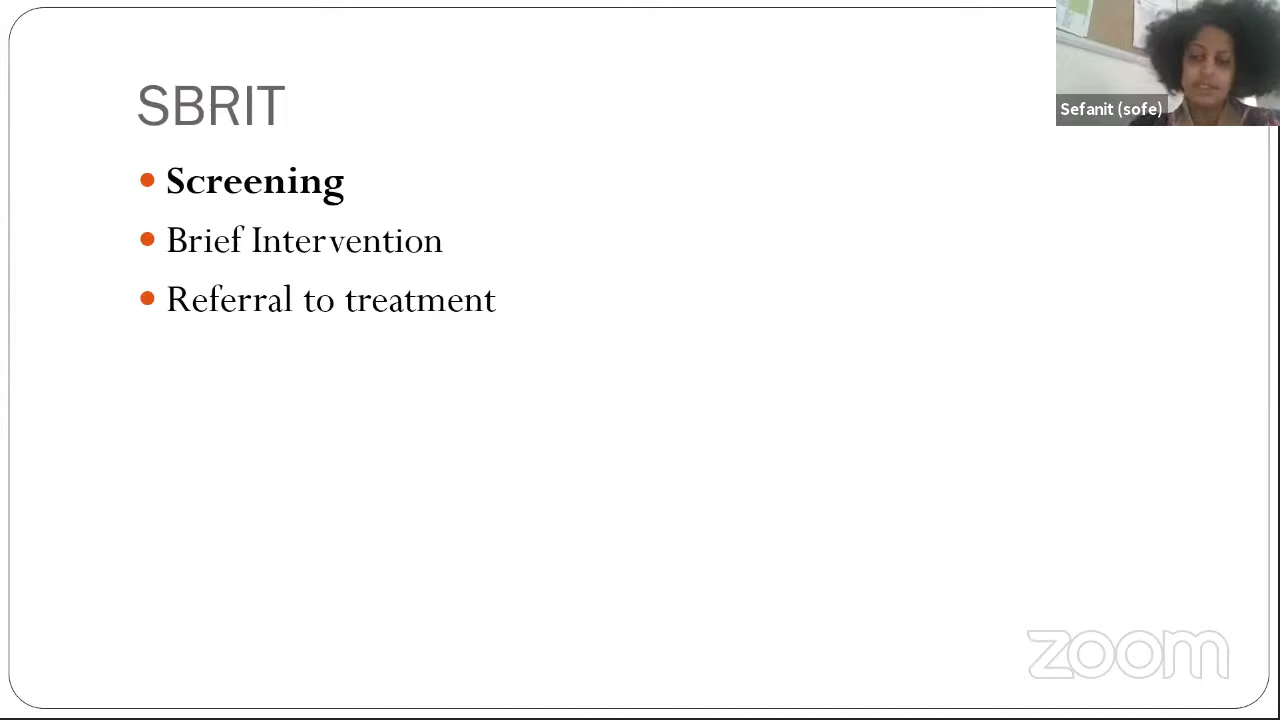 SBRIT
Sefanit (sofe)
• Screening
• Brief Intervention
• Referral to treatment
zoom